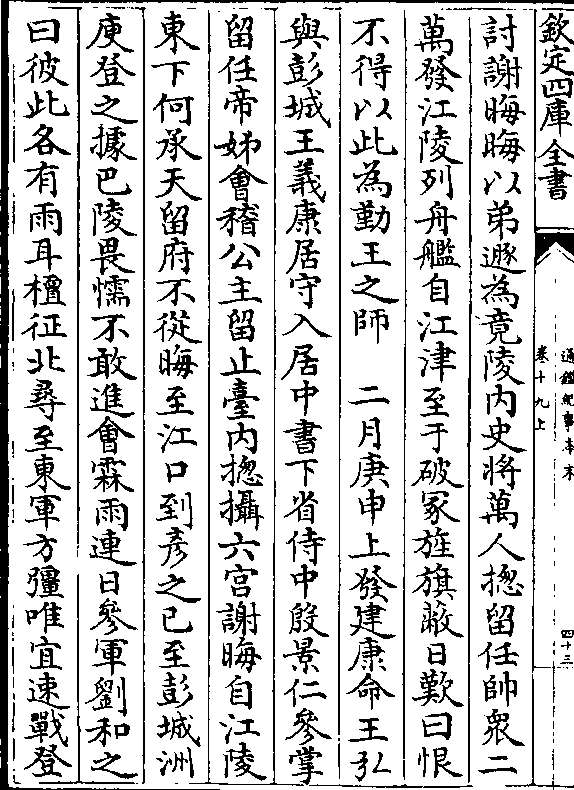 欽定四庫全書
通鑑紀事本末
卷十九上
四十三
討謝晦晦以弟遯為竟陵內史將萬人揔留任帥衆二
萬發江陵列舟艦自江津至于破冢旌旗蔽日歎曰恨
不得以此為勤王之師　二月庚申上發建康命王弘
與彭城王義康居守入居中書下省侍中殷景仁參掌
留任帝姊會稽公主留止臺內揔攝六宮謝晦自江陵
東下何承天留府不從晦至江口到彥之已至彭城洲
庾登之據巴陵畏懦不敢進會霖雨連日參軍劉和之
曰彼此各有雨耳檀征北尋至東軍方彊唯宜速戰登